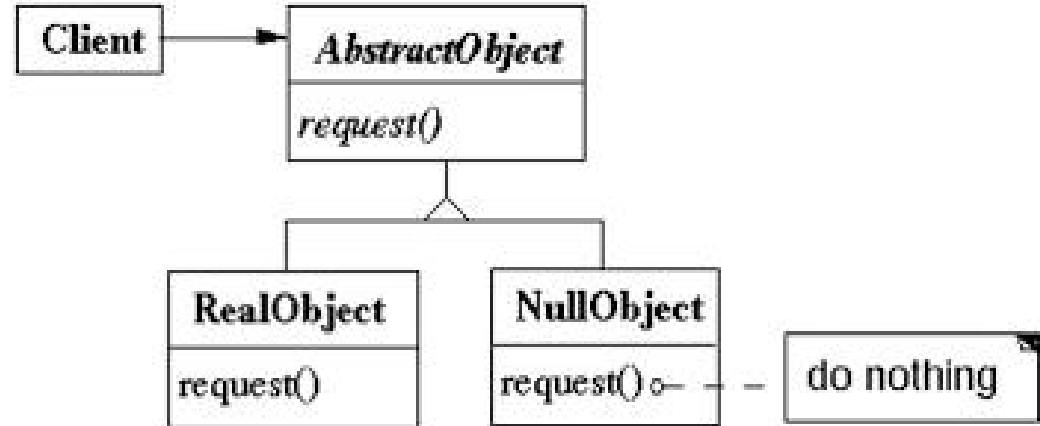 Client
AbstractObject
request()
RealObject
request()
NullObject
request()
do nothing